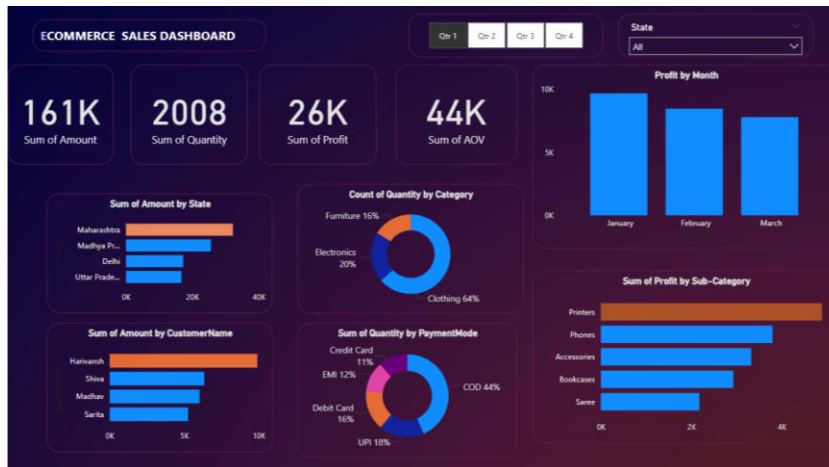 ECOMMERCE SALES DASHBOARD
Qtr 1
Qtr 2
Qtr 3
Qtr 4
State
All
161K
Sum of Amount
2008
Sum of Quantity
26K
Sum of Profit
44K
Sum of AOV
Profit by Month
10K
5K
0K
January
February
March
Sum of Amount by State
Maharashtra
Madhya Pr...
Delhi
Uttar Prade...
0K
20K
40K
Count of Quantity by Category
Furniture 16%
Electronics
20%
Clothing 64%
Sum of Profit by Sub-Category
Printers
Phones
Accessories
Bookcases
Saree
0K
2K
4K
Sum of Amount by CustomerName
Harivansh
Shiva
Madhav
Sarita
0K
5K
10K
Sum of Quantity by PaymentMode
Credit Card
11%
EMI 12%
Debit Card
16%
UPI 18%
COD 44%